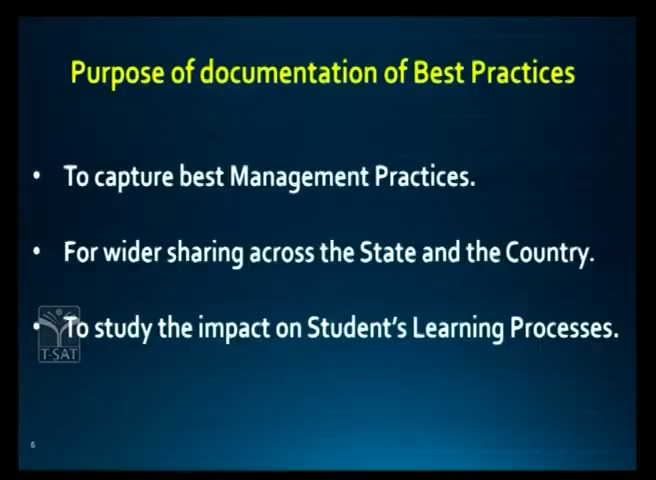 Purpose of documentation of Best Practices
• To capture best Management Practices.
• For wider sharing across the State and the Country.
• To study the impact on Student's Learning Processes.
T-SAT
6